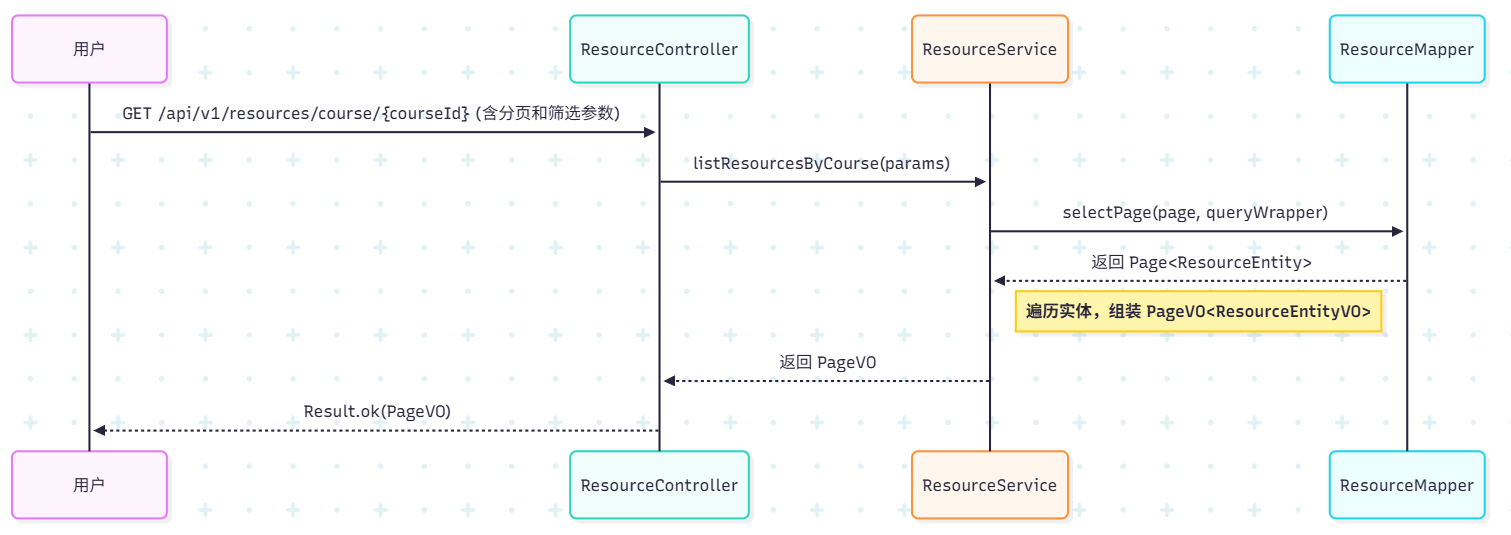 用户
ResourceController
ResourceService
ResourceMapper
GET /api/v1/resources/course/{courseId} (含分页和筛选参数)
listResourcesByCourse(params)
selectPage(page, queryWrapper)
返回 Page<ResourceEntity>
遍历实体，组装 PageVO<ResourceEntityVO>
返回 PageVO
Result.ok(PageVO)
用户
ResourceController
ResourceService
ResourceMapper